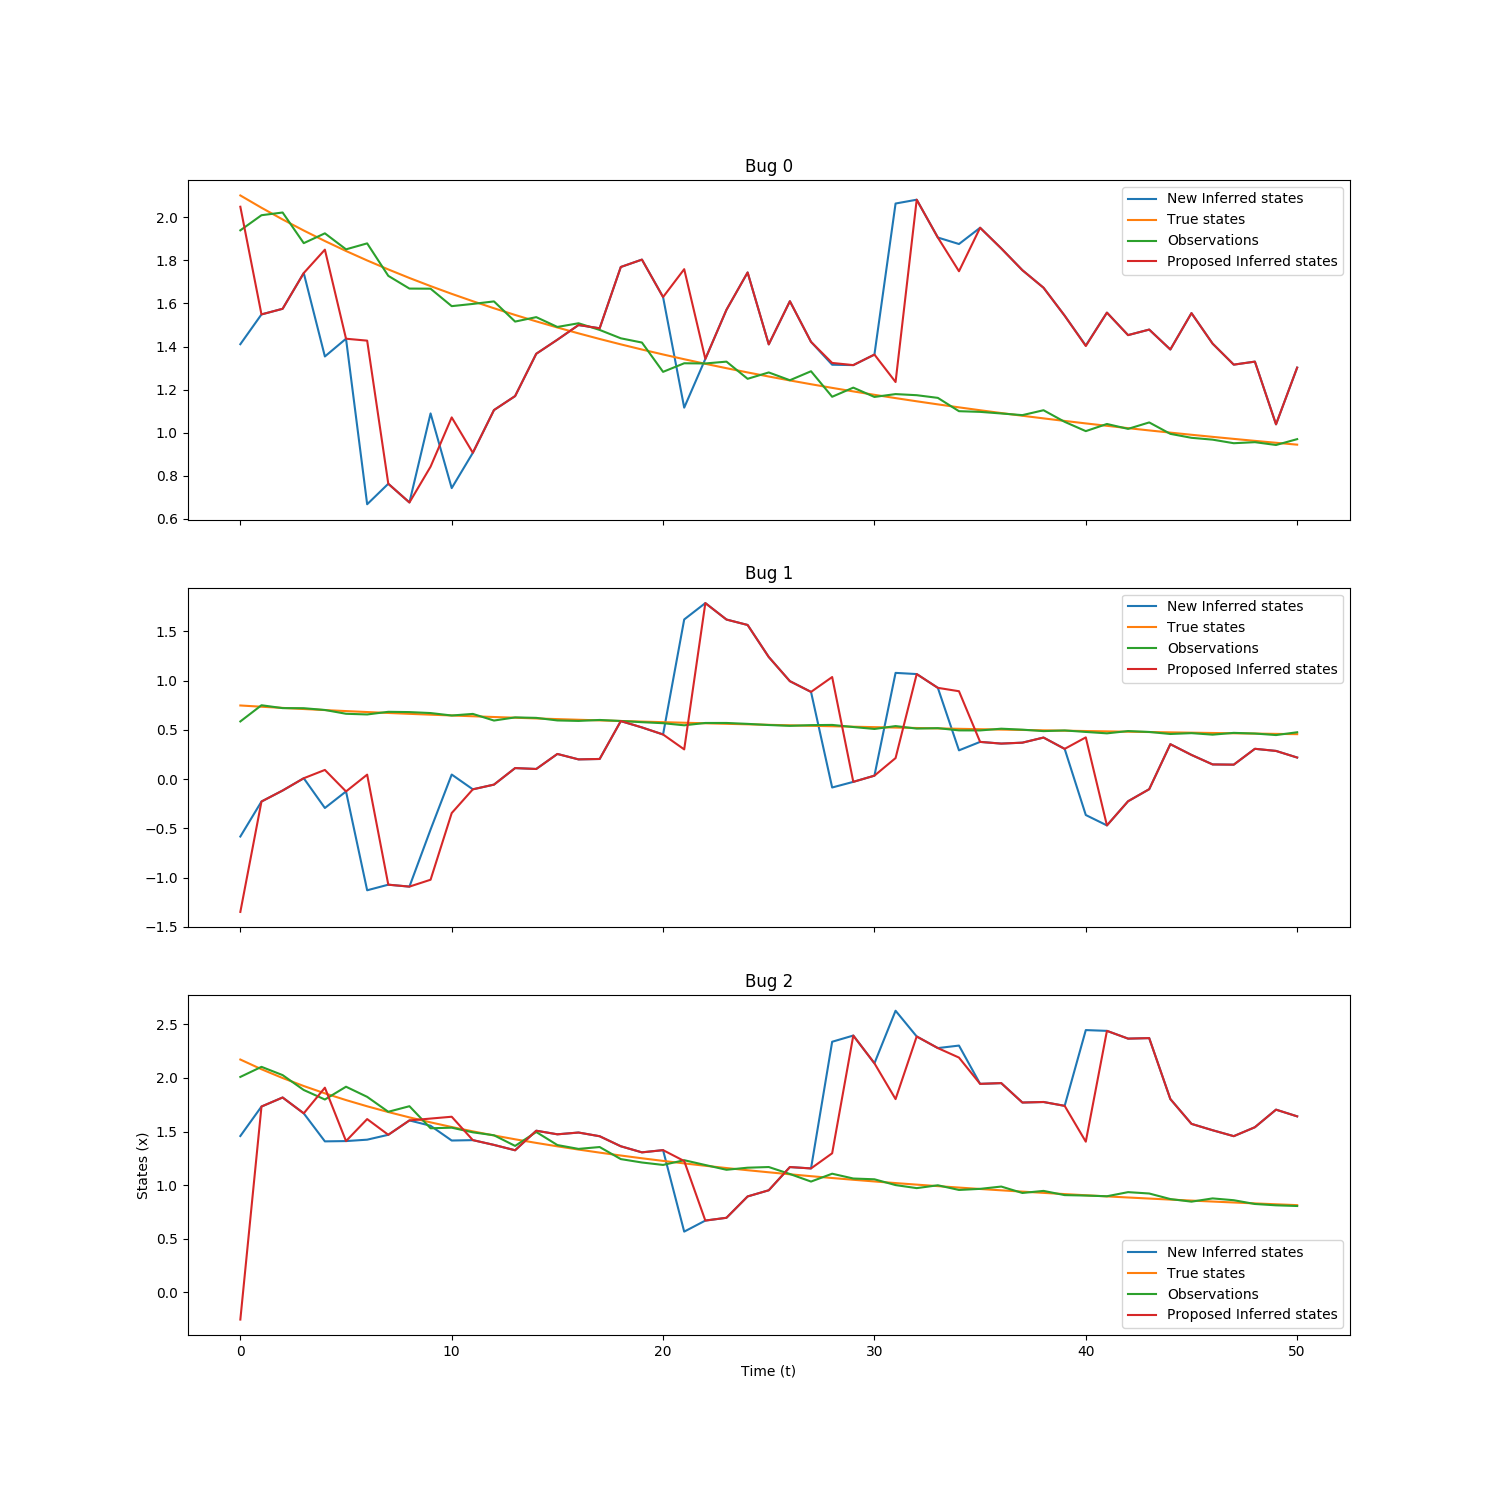 Bug 0
2.0
1.8
1.6
1.4
1.2
1.0
0.8
0.6
New Inferred states
True states
Observations
Proposed Inferred states
Bug 1
1.5
1.0
0.5
0.0
−0.5
−1.0
−1.5
New Inferred states
True states
Observations
Proposed Inferred states
Bug 2
States (x)
2.5
2.0
1.5
1.0
0.5
0.0
New Inferred states
True states
Observations
Proposed Inferred states
0 10 20 30 40 50
Time (t)